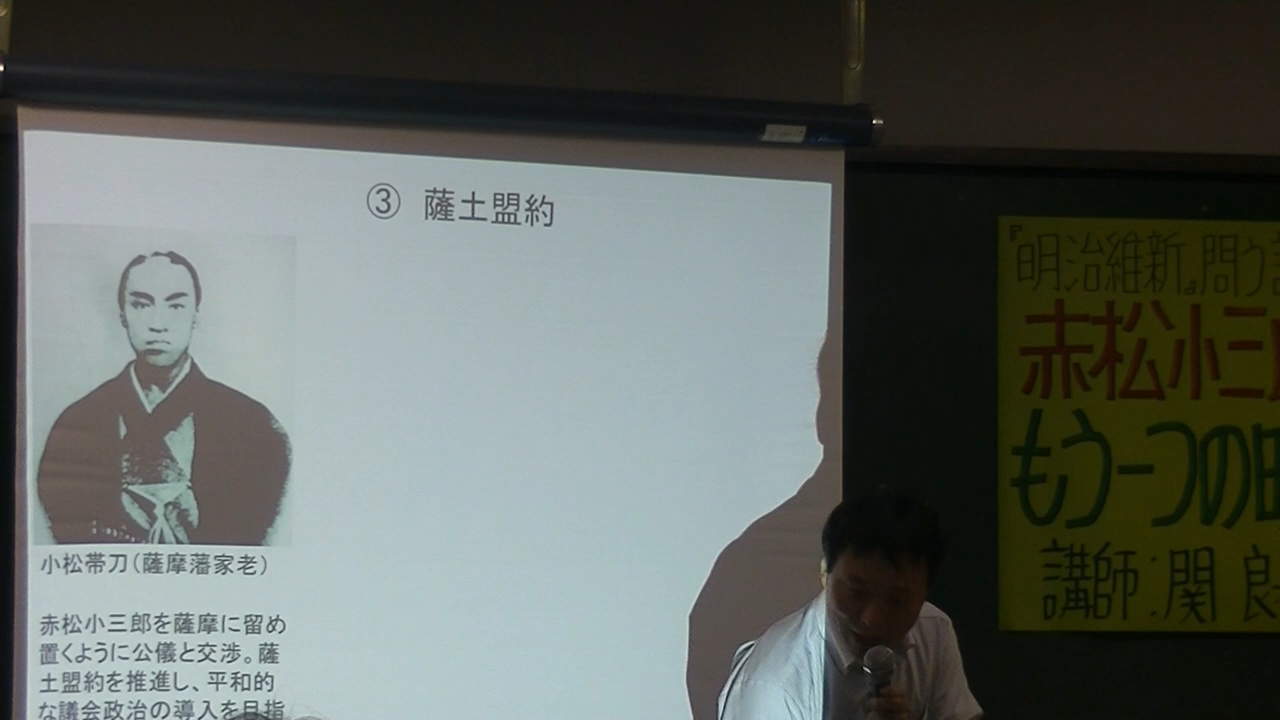 ③ 薩土盟約
小松帯刀(薩摩藩家老)
赤松小三郎を薩摩に留め
置くように公儀と交渉。薩
土盟約を推進し、平和的
な議会政治の導入を目指
『明治維新』問う
赤松小三
もう一つの
講師:関 良